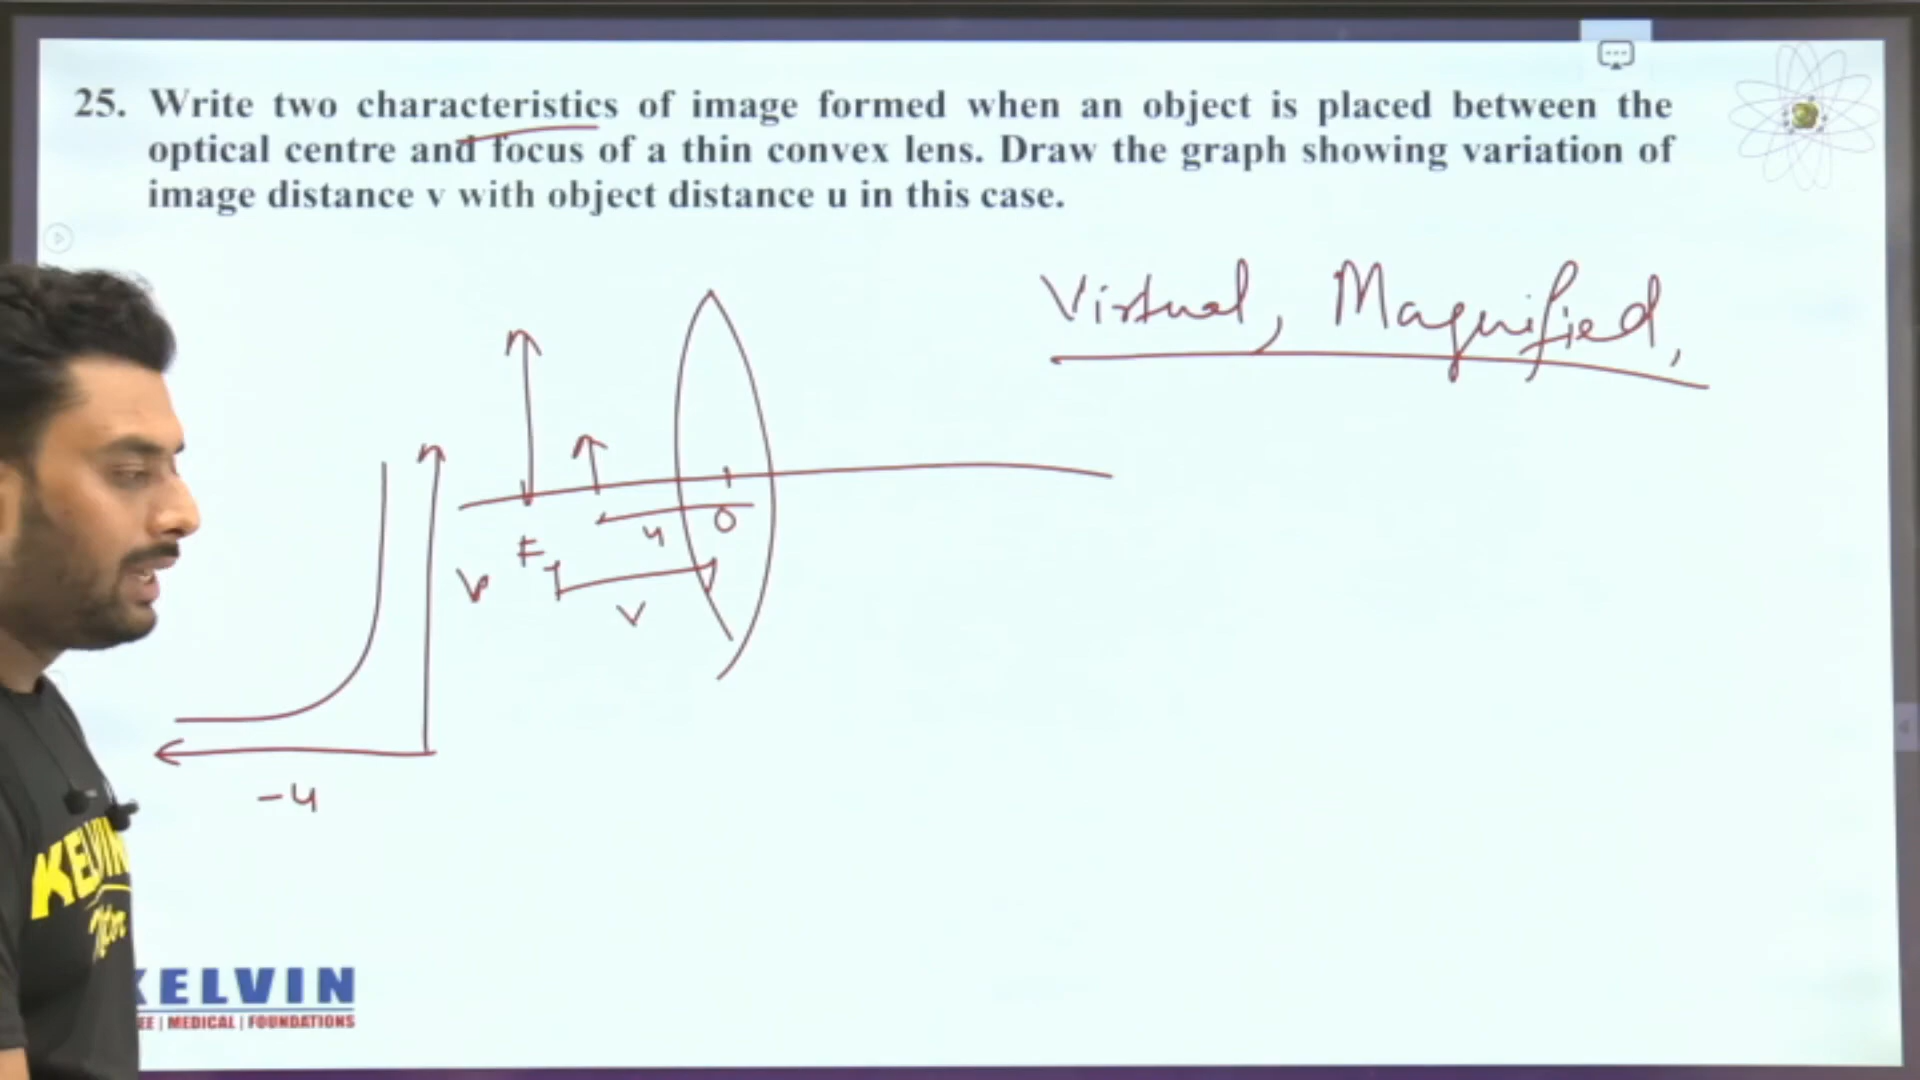 25. Write two characteristics of image formed when an object is placed between the
optical centre and focus of a thin convex lens. Draw the graph showing variation of
image distance v with object distance u in this case.
Virtual, Magnified,
O
u
F
V
V
-u
KELVIN
Kelvin
EE | MEDICAL | FOUNDATIONS